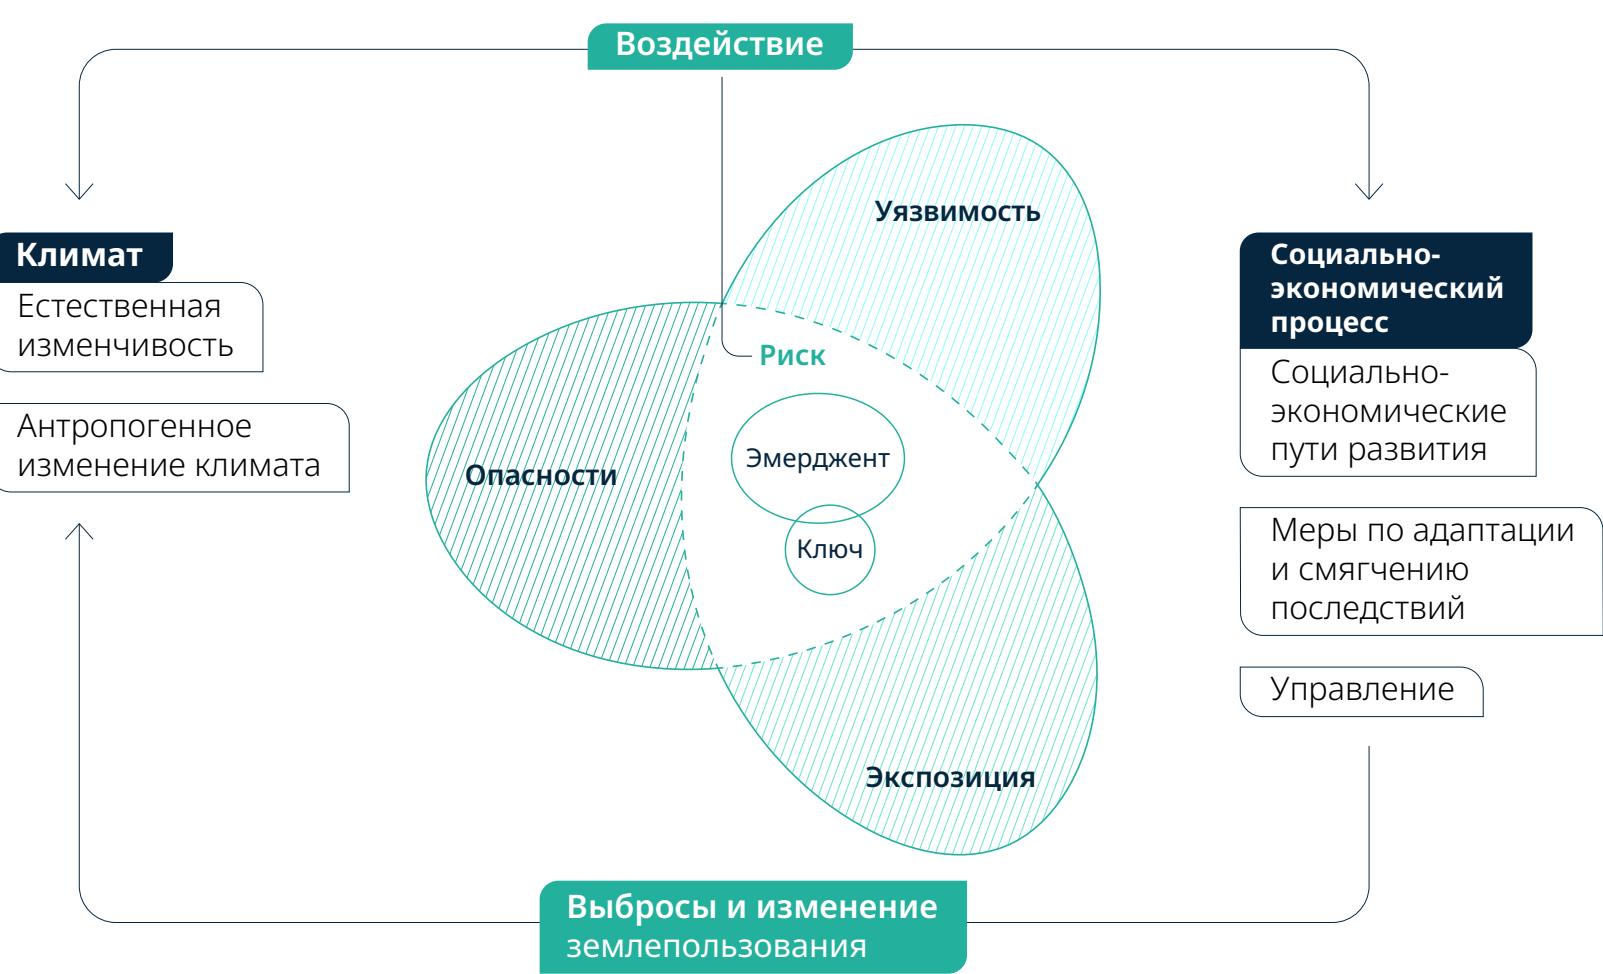 Воздействие
Уязвимость
Климат
Естественная
изменчивость
Антропогенное
изменение климата
Социально-
экономический
процесс
Социально-
экономические
пути развития
Меры по адаптации
и смягчению
последствий
Управление
Риск
Эмерджент
Ключ
Опасности
Экспозиция
Выбросы и изменение
землепользования